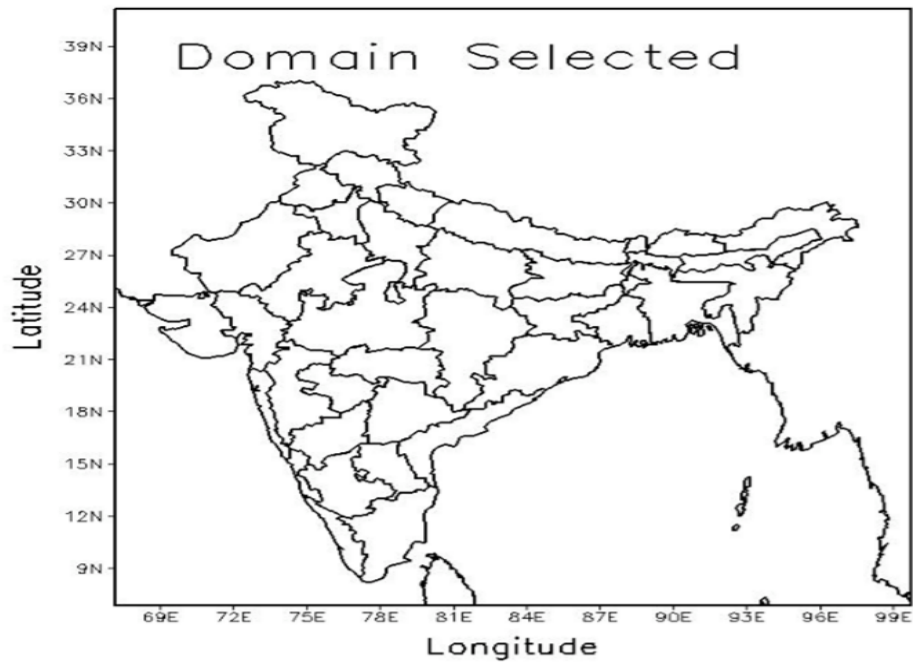 Domain Selected
39N
36N
33N
30N
27N
24N
21N
18N
15N
12N
9N
Latitude
69E 72E 75E 78E 81E 84E 87E 90E 93E 96E 99E
Longitude